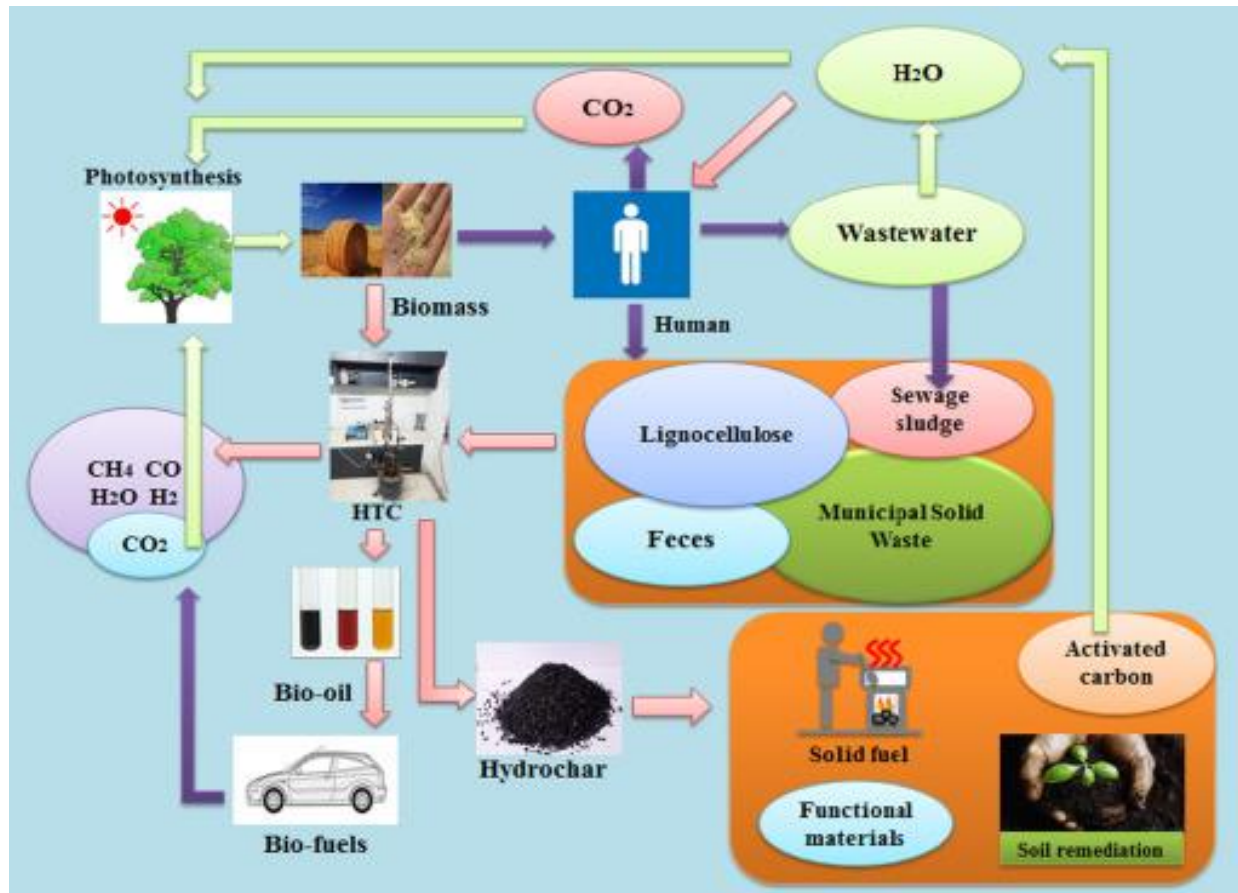 H2O
CO2
Photosynthesis
Wastewater
Biomass
Human
Sewage
sludge
Lignocellulose
CH4 CO
H2O H2
CO2
HTC
Feces
Municipal Solid
Waste
Activated
carbon
Bio-oil
Solid fuel
Hydrochar
Functional
materials
Bio-fuels
Soil remediation